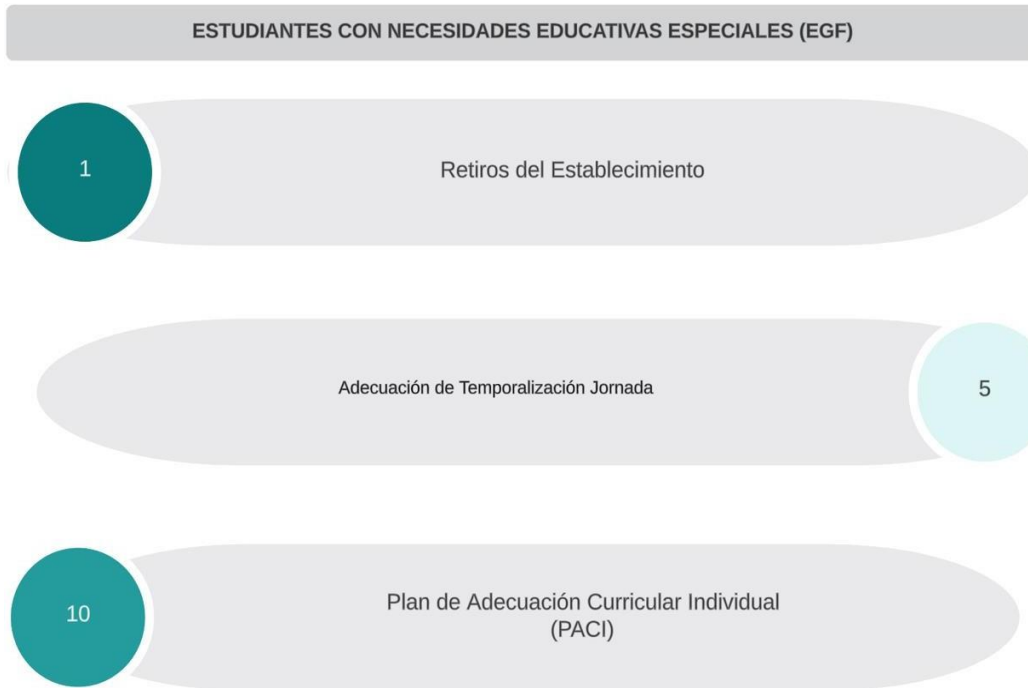 ESTUDIANTES CON NECESIDADES EDUCATIVAS ESPECIALES (EGF)
1
Retiros del Establecimiento
Adecuación de Temporalización Jornada
5
10
Plan de Adecuación Curricular Individual
(PACI)